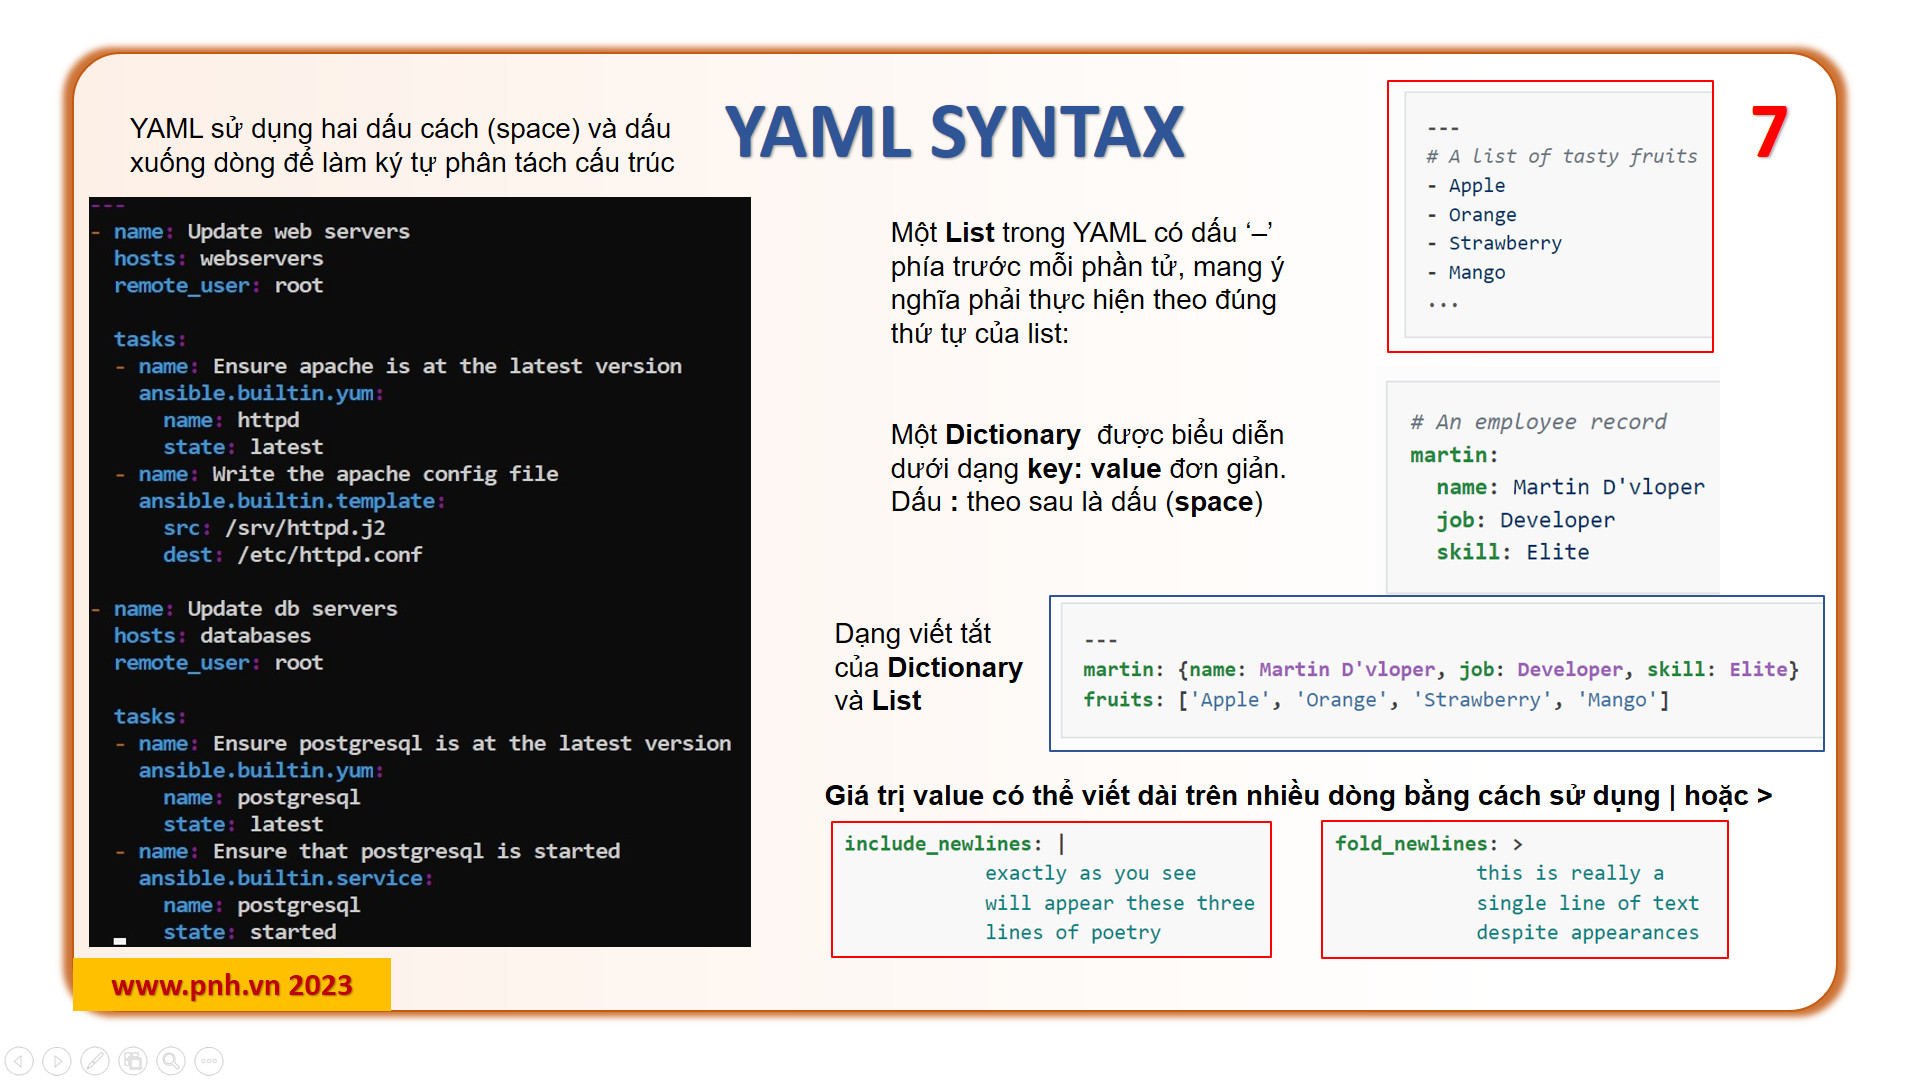 YAML SYNTAX
7
YAML sử dụng hai dấu cách (space) và dấu
xuống dòng để làm ký tự phân tách cấu trúc
---
- name: Update web servers
  hosts: webservers
  remote_user: root

  tasks:
  - name: Ensure apache is at the latest version
    ansible.builtin.yum:
      name: httpd
      state: latest
  - name: Write the apache config file
    ansible.builtin.template:
      src: /srv/httpd.j2
      dest: /etc/httpd.conf

- name: Update db servers
  hosts: databases
  remote_user: root

  tasks:
  - name: Ensure postgresql is at the latest version
    ansible.builtin.yum:
      name: postgresql
      state: latest
  - name: Ensure that postgresql is started
    ansible.builtin.service:
      name: postgresql
      state: started
Một List trong YAML có dấu ‘–’
phía trước mỗi phần tử, mang ý
nghĩa phải thực hiện theo đúng
thứ tự của list:
---
# A list of tasty fruits
- Apple
- Orange
- Strawberry
- Mango
...
Một Dictionary được biểu diễn
dưới dạng key: value đơn giản.
Dấu : theo sau là dấu (space)
# An employee record
martin:
  name: Martin D'vloper
  job: Developer
  skill: Elite
Dạng viết tắt
của Dictionary
và List
---
martin: {name: Martin D'vloper, job: Developer, skill: Elite}
fruits: ['Apple', 'Orange', 'Strawberry', 'Mango']
Giá trị value có thể viết dài trên nhiều dòng bằng cách sử dụng | hoặc >
include_newlines: |
            exactly as you see
            will appear these three
            lines of poetry
fold_newlines: >
            this is really a
            single line of text
            despite appearances
www.pnh.vn 2023